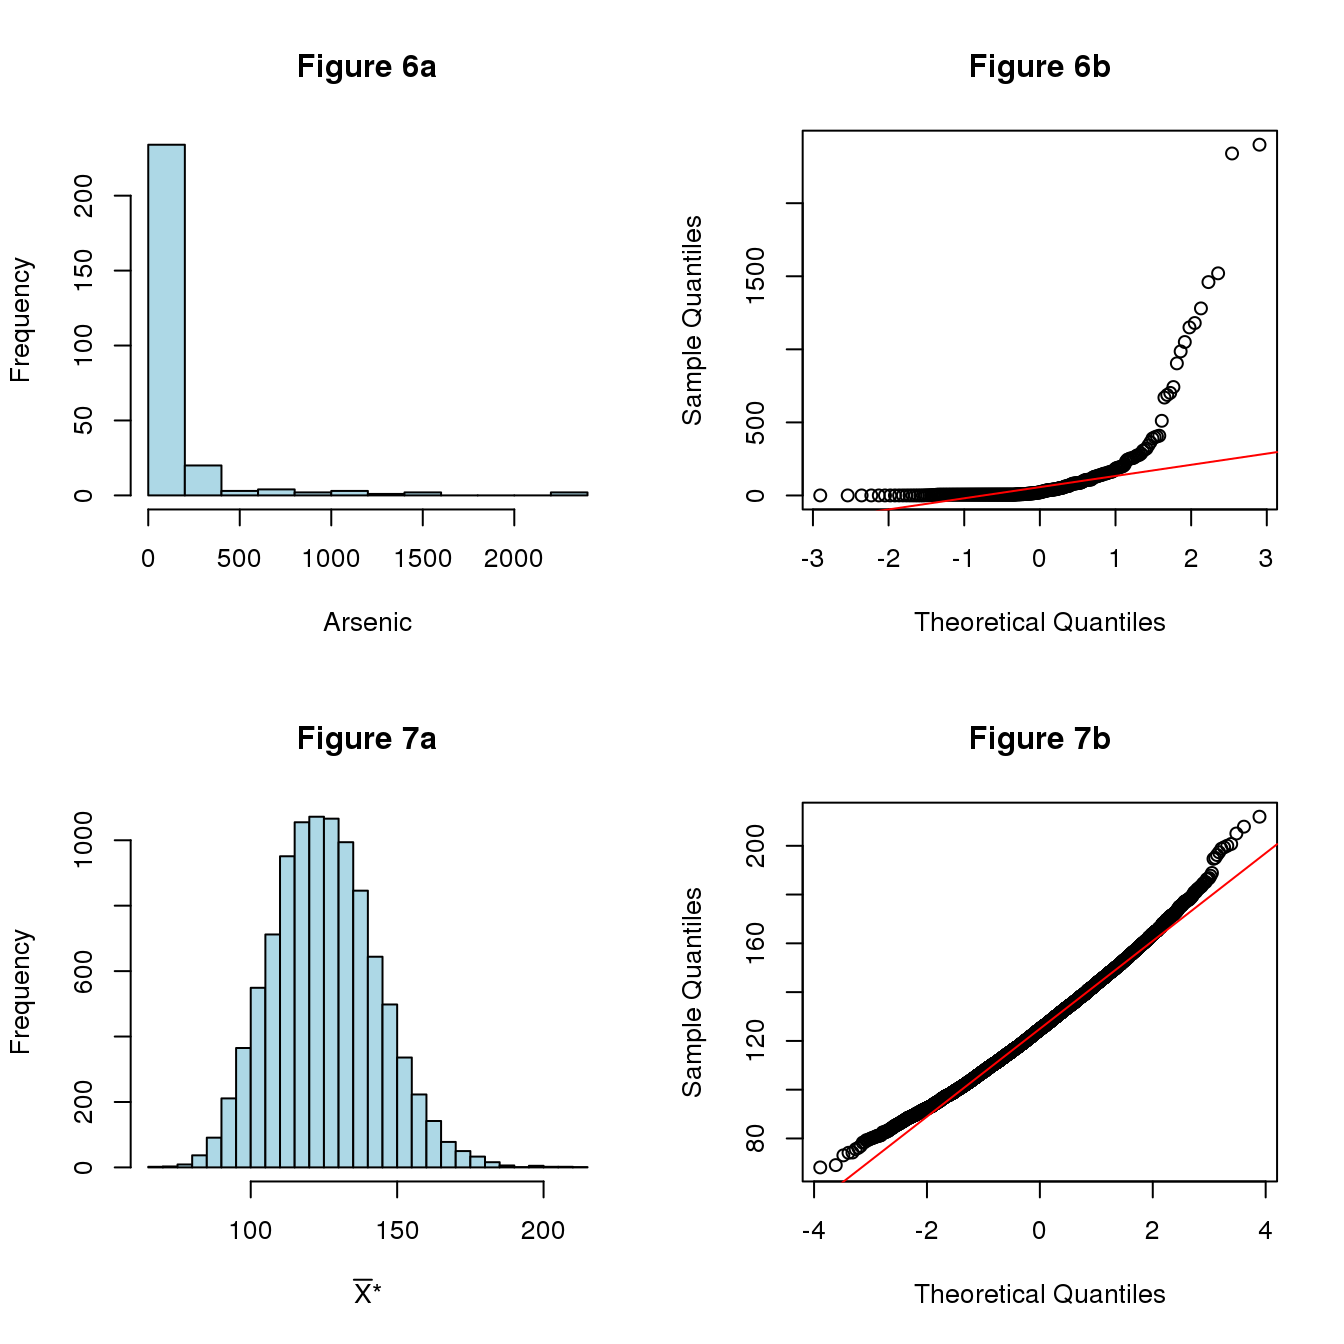 Figure 6a
Frequency
0 50 100 150 200
0 500 1000 1500 2000
Arsenic
Figure 6b
Sample Quantiles
0 500 1500
-3 -2 -1 0 1 2 3
Theoretical Quantiles
Figure 7a
Frequency
0 200 600 1000
100 150 200
X̅*
Figure 7b
Sample Quantiles
80 120 160 200
-4 -2 0 2 4
Theoretical Quantiles